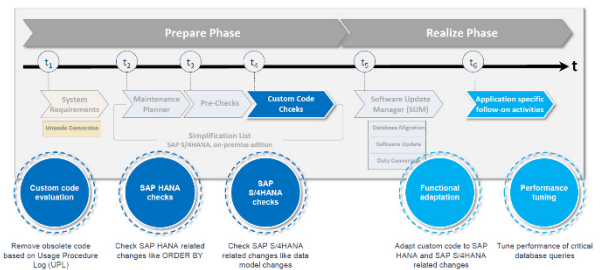 Prepare Phase
Realize Phase
t1
t2
t3
t4
t5
t6
t
System
Requirements
Maintenance
Planner
Pre-Checks
Custom Code
Checks
Software Update
Manager (SUM)
Application specific
follow-on activities
Unicode Conversion
Simplification List
SAP S/4HANA, on-premise edition
Database Migration
Software Update
Data Conversion
Custom code
evaluation
SAP HANA
checks
SAP
S/4HANA
checks
Functional
adaptation
Performance
tuning
Remove obsolete code
based on Usage Procedure
Log (UPL)
Check SAP HANA related
changes like ORDER BY
Check SAP S/4HANA
related changes like data
model changes
Adapt custom code to SAP
HANA and SAP S/4HANA
related changes
Tune performance of critical
database queries